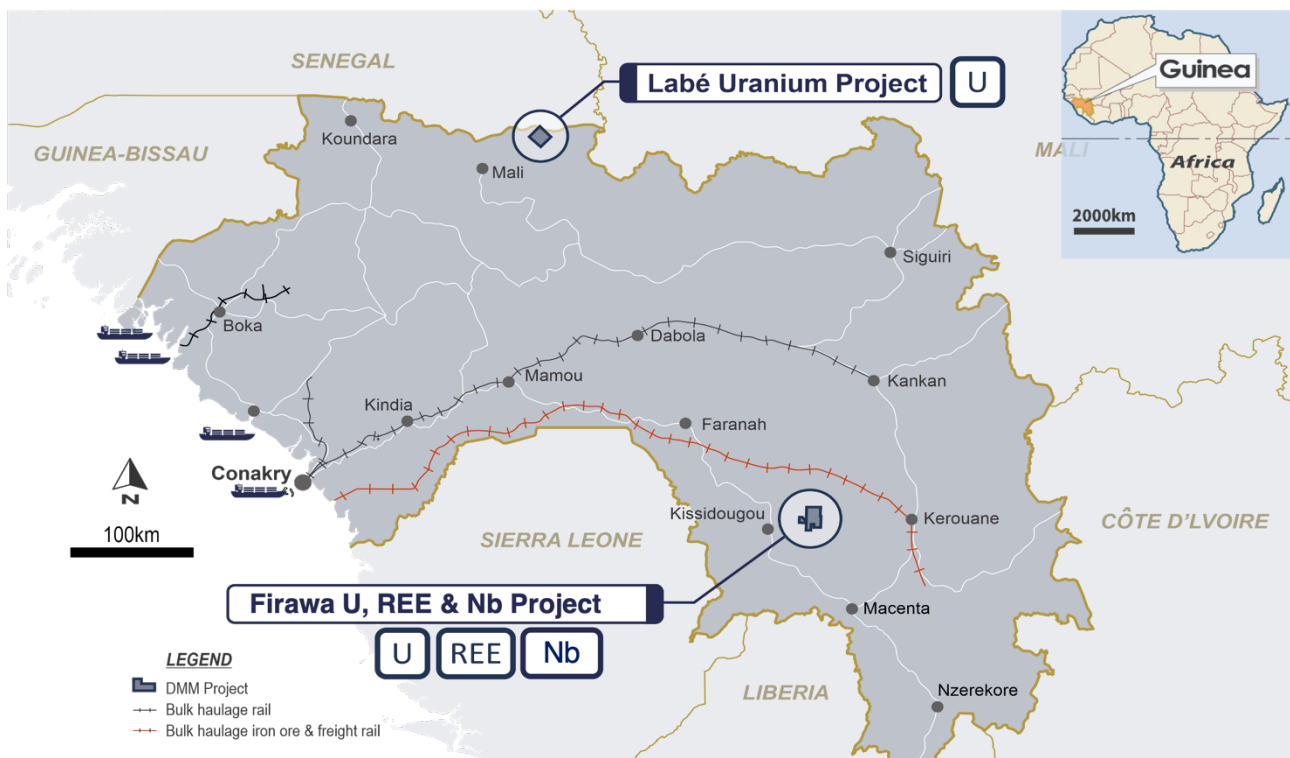 SENEGAL
Labé Uranium Project
U
Guinea
GUINEA-BISSAU
Koundara
Mali
MALI
Africa
2000km
Siguiri
Boka
Dabola
Mamou
Kankan
Kindia
Faranah
Conakry
N
100km
Kissidougou
Kerouane
SIERRA LEONE
CÔTE D'LVOIRE
Firawa U, REE & Nb Project
U
REE
Nb
Macenta
LIBERIA
Nzerekore
LEGEND
DMM Project
Bulk haulage rail
Bulk haulage iron ore & freight rail